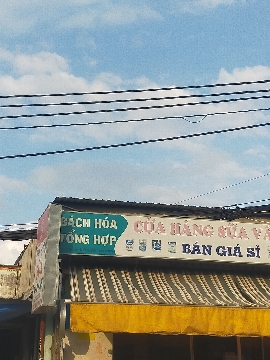 BÁCH HÓA
TỔNG HỢP
CỬA HÀNG SỮA
BÁN GIÁ SỈ